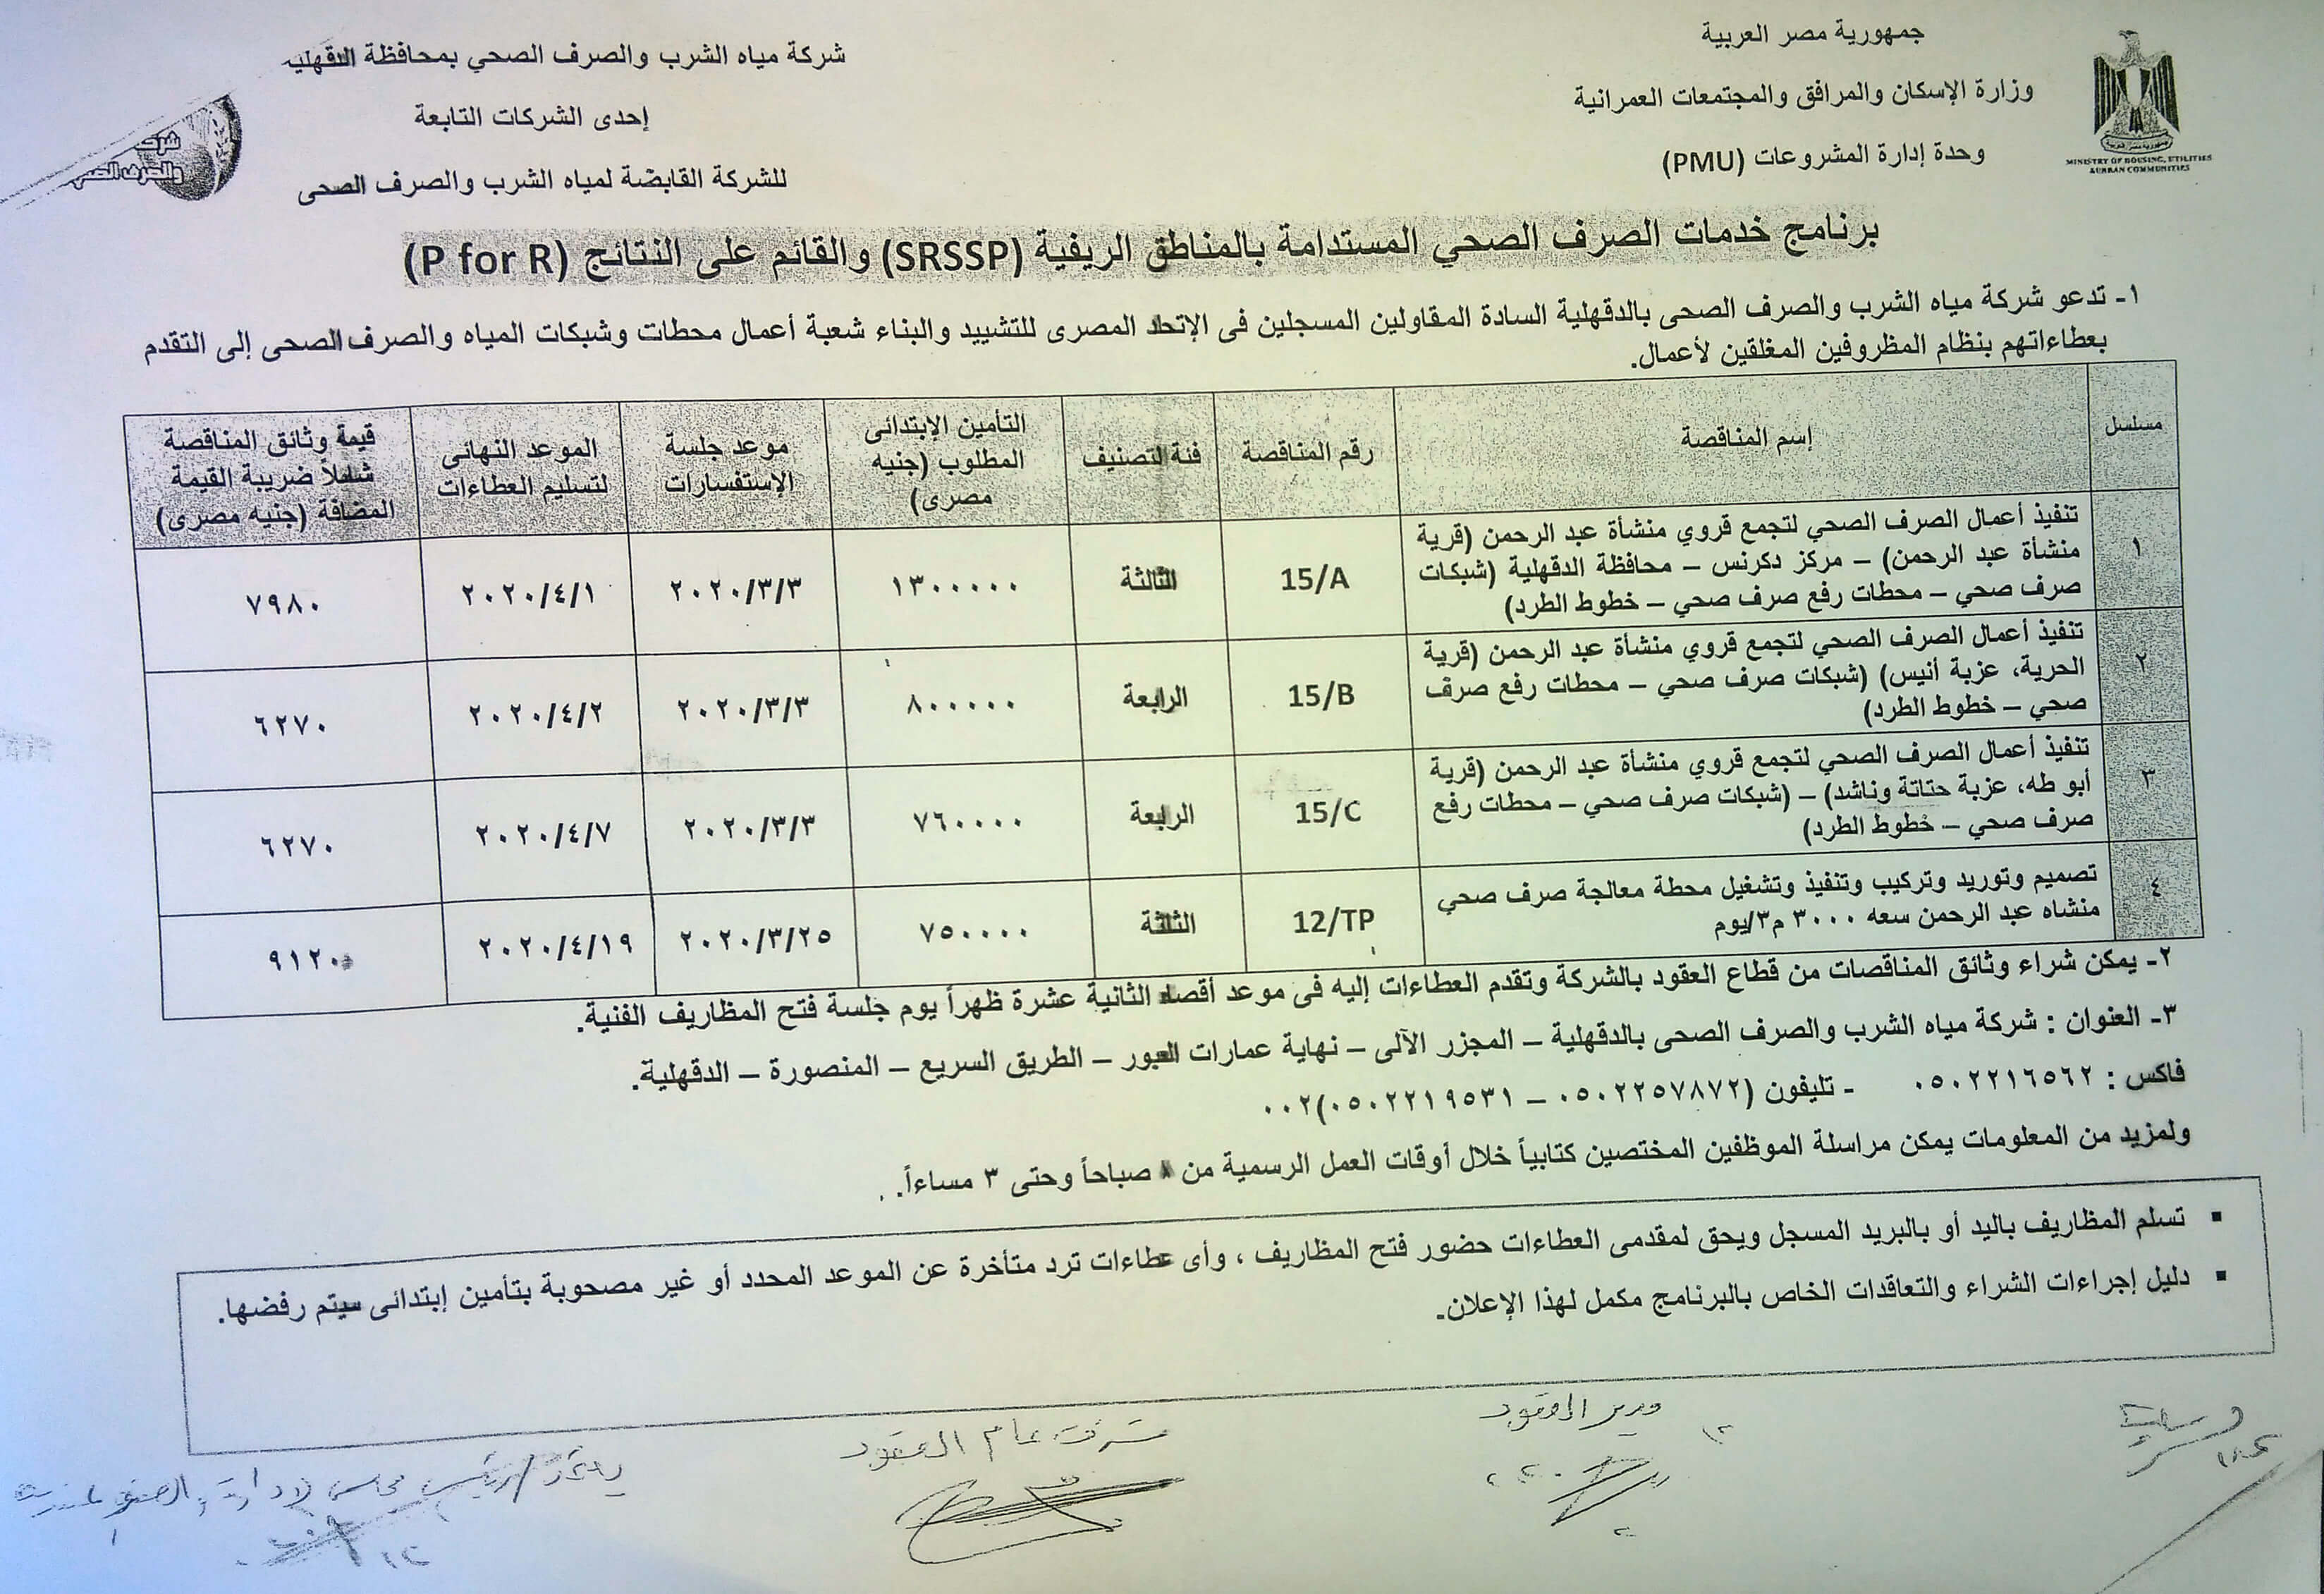 جمهورية مصر العربية
وزارة الإسكان والمرافق والمجتمعات العمرانية
وحدة إدارة المشروعات (PMU)
MINISTRY OF HOUSING, UTILITIES
&URBAN COMMUNITIES
شركة مياه الشرب والصرف الصحي بمحافظة الدقهلية
إحدى الشركات التابعة
للشركة القابضة لمياه الشرب والصرف الصحى
شركة
والصرف الصحى
برنامج خدمات الصرف الصحي المستدامة بالمناطق الريفية (SRSSP) والقائم على النتائج (P for R)
١- تدعو شركة مياه الشرب والصرف الصحى بالدقهلية السادة المقاولين المسجلين فى الإتحاد المصرى للتشييد والبناء شعبة أعمال محطات وشبكات المياه والصرف الصحى إلى التقدم
بعطاءاتهم بنظام المظروفين المغلقين لأعمال.
مسلسل
إسم المناقصة
رقم المناقصة
فئة التصنيف
التأمين الإبتدائى
المطلوب (جنيه
مصرى)
موعد جلسة
الإستفسارات
الموعد النهائى
لتسليم العطاءات
قيمة وثائق المناقصة
شاملاً ضريبة القيمة
المضافة (جنيه مصرى)
١
تنفيذ أعمال الصرف الصحي لتجمع قروي منشأة عبد الرحمن (قرية
منشأة عبد الرحمن) – مركز دكرنس – محافظة الدقهلية (شبكات
صرف صحي – محطات رفع صرف صحي – خطوط الطرد)
15/A
الثالثة
١٣٠٠٠٠٠
٢٠٢٠/٣/٣
٢٠٢٠/٤/١
٧٩٨٠
٢
تنفيذ أعمال الصرف الصحي لتجمع قروي منشأة عبد الرحمن (قرية
الحرية، عزبة أنيس) (شبكات صرف صحي – محطات رفع صرف
صحي – خطوط الطرد)
15/B
الرابعة
٨٠٠٠٠٠
٢٠٢٠/٣/٣
٢٠٢٠/٤/٢
٦٢٧٠
٣
تنفيذ أعمال الصرف الصحي لتجمع قروي منشأة عبد الرحمن (قرية
أبو طه، عزبة حتاتة وناشد) – (شبكات صرف صحي – محطات رفع
صرف صحي – خطوط الطرد)
15/C
الرابعة
٧٦٠٠٠٠
٢٠٢٠/٣/٣
٢٠٢٠/٤/٧
٦٢٧٠
٤
تصميم وتوريد وتركيب وتنفيذ وتشغيل محطة معالجة صرف صحي
منشاه عبد الرحمن سعه ٣٠٠٠ م٣/يوم
12/TP
الثالثة
٧٥٠٠٠٠
٢٠٢٠/٣/٢٥
٢٠٢٠/٤/١٩
٩١٢٠
٢- يمكن شراء وثائق المناقصات من قطاع العقود بالشركة وتقدم العطاءات إليه فى موعد أقصاه الثانية عشرة ظهراً يوم جلسة فتح المظاريف الفنية.
٣- العنوان : شركة مياه الشرب والصرف الصحى بالدقهلية – المجزر الآلى – نهاية عمارات العبور – الطريق السريع – المنصورة – الدقهلية.
فاكس : ٠٥٠٢٢١٦٥٦٢ - تليفون (٠٥٠٢٢٥٧٨٧٢ – ٠٥٠٢٢١٩٥٣١)٠٠٢
ولمزيد من المعلومات يمكن مراسلة الموظفين المختصين كتابياً خلال أوقات العمل الرسمية من ٨ صباحاً وحتى ٣ مساءاً.
▪ تسلم المظاريف باليد أو بالبريد المسجل ويحق لمقدمى العطاءات حضور فتح المظاريف ، وأى عطاءات ترد متأخرة عن الموعد المحدد أو غير مصحوبة بتأمين إبتدائى سيتم رفضها.
▪ دليل إجراءات الشراء والتعاقدات الخاص بالبرنامج مكمل لهذا الإعلان.
مدير العقود
عام العقود
رئيس مجلس الإدارة